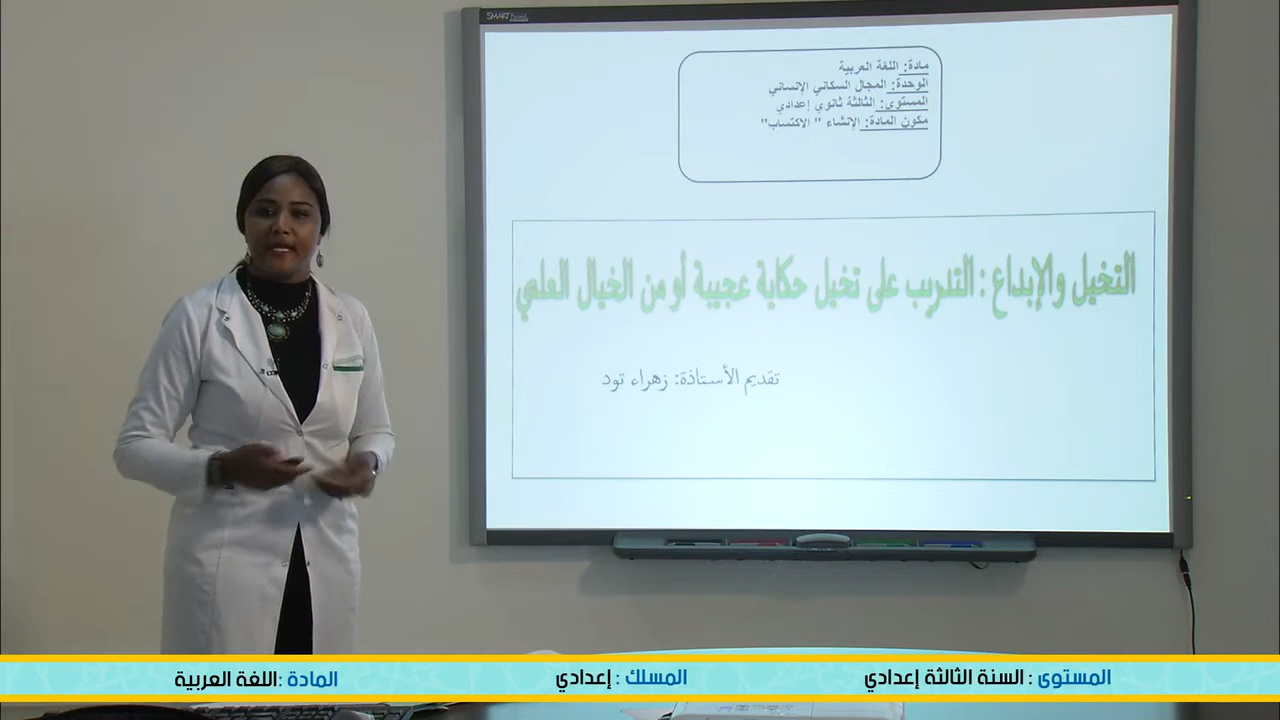 SMART Board
مادة: اللغة العربية
الوحدة: المجال السكاني الإنساني
المستوى: الثالثة ثانوي إعدادي
مكون المادة: الإنشاء " الاكتساب"
التخيل والإبداع : التدريب على تخيل حكاية عجيبة أو من الخيال العلمي
تقديم الأستاذة: زهراء تود
المستوى : السنة الثالثة إعدادي
المسلك : إعدادي
المادة :اللغة العربية